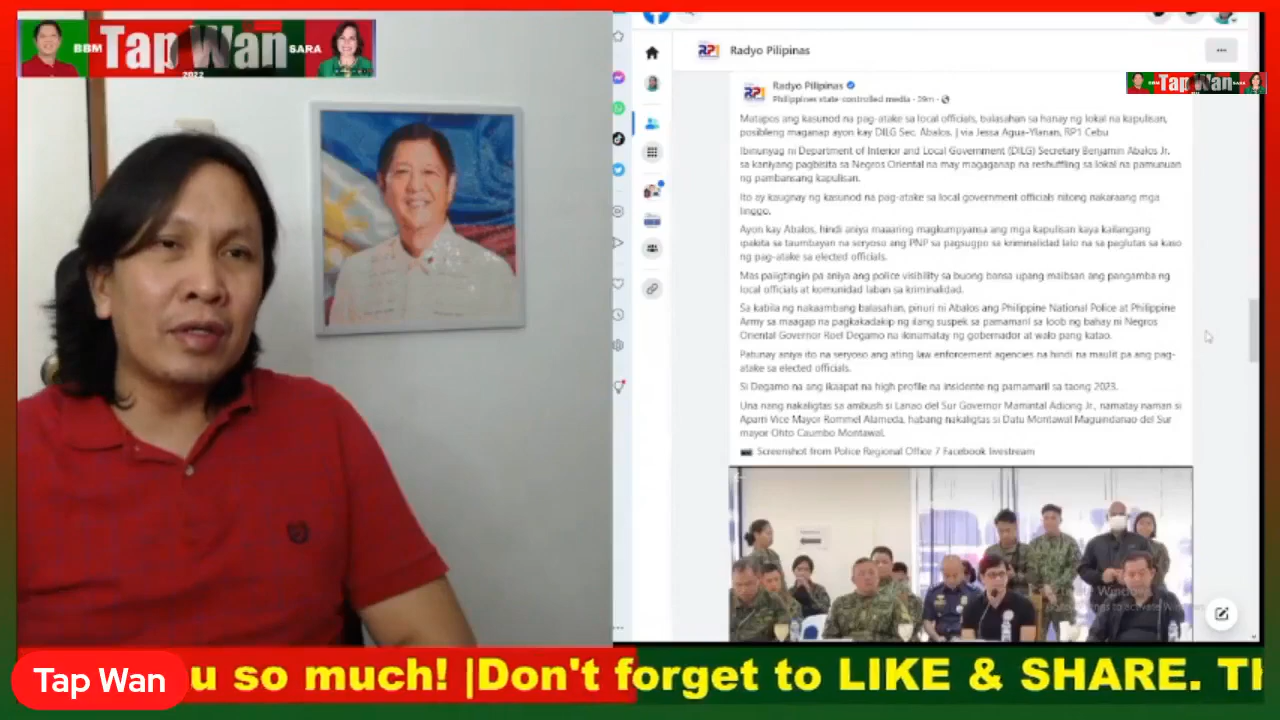 BBM Tap Wan SARA
2022
Radyo Pilipinas
BBM Tap Wan SARA
Radyo Pilipinas
Philippines state-controlled media · 39m ·
Matapos ang kasunod na pag-atake sa local officials, balasahan sa hanay ng lokal na kapulisan,
posibleng maganap ayon kay DILG Sec. Abalos. | via Jessa Agua-Ylanan, RP1 Cebu
Ibinunyag ni Department of Interior and Local Government (DILG) Secretary Benjamin Abalos Jr.
sa kaniyang pagbisita sa Negros Oriental na may magaganap na reshuffling sa lokal na pamunuan
ng pambansang kapulisan.
Ito ay kaugnay ng kasunod na pag-atake sa local government officials nitong nakaraang mga
linggo.
Ayon kay Abalos, hindi aniya maaaring magkumpyansa ang mga kapulisan kaya kailangang
ipakita sa taumbayan na seryoso ang PNP sa pagsugpo sa kriminalidad lalo na sa paglutas sa kaso
ng pag-atake sa elected officials.
Mas paiigtingin pa aniya ang police visibility sa buong bansa upang maibsan ang pangamba ng
local officials at komunidad laban sa kriminalidad.
Sa kabila ng nakaambang balasahan, pinuri ni Abalos ang Philippine National Police at Philippine
Army sa maagap na pagkakadakip ng ilang suspek sa pamamaril sa loob ng bahay ni Negros
Oriental Governor Roel Degamo na ikinamatay ng gobernador at walo pang katao.
Patunay aniya ito na seryoso ang ating law enforcement agencies na hindi na maulit pa ang pag-
atake sa elected officials.
Si Degamo na ang ikaapat na high profile na insidente ng pamamaril sa taong 2023.
Una nang nakaligtas sa ambush si Lanao del Sur Governor Mamintal Adiong Jr., namatay naman si
Aparri Vice Mayor Rommel Alameda, habang nakaligtas si Datu Montawal Maguindanao del Sur
mayor Ohto Caumbo Montawal.
Screenshot from Police Regional Office 7 Facebook livestream
Tap Wan
u so much! |Don't forget to LIKE & SHARE. Th